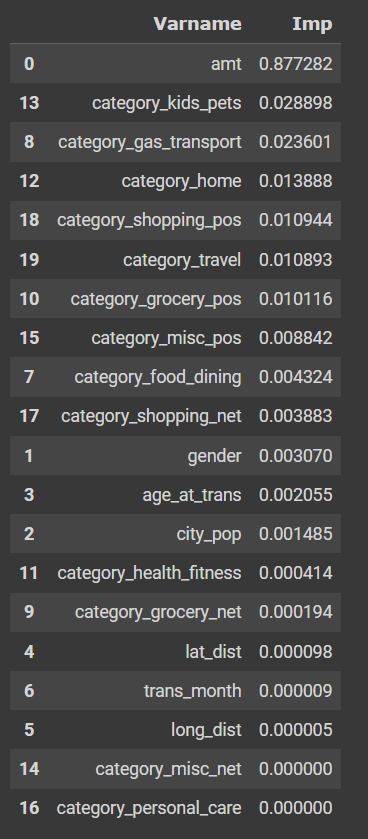 Varname Imp
0 amt 0.877282
13 category_kids_pets 0.028898
8 category_gas_transport 0.023601
12 category_home 0.013888
18 category_shopping_pos 0.010944
19 category_travel 0.010893
10 category_grocery_pos 0.010116
15 category_misc_pos 0.008842
7 category_food_dining 0.004324
17 category_shopping_net 0.003883
1 gender 0.003070
3 age_at_trans 0.002055
2 city_pop 0.001485
11 category_health_fitness 0.000414
9 category_grocery_net 0.000194
4 lat_dist 0.000098
6 trans_month 0.000009
5 long_dist 0.000005
14 category_misc_net 0.000000
16 category_personal_care 0.000000